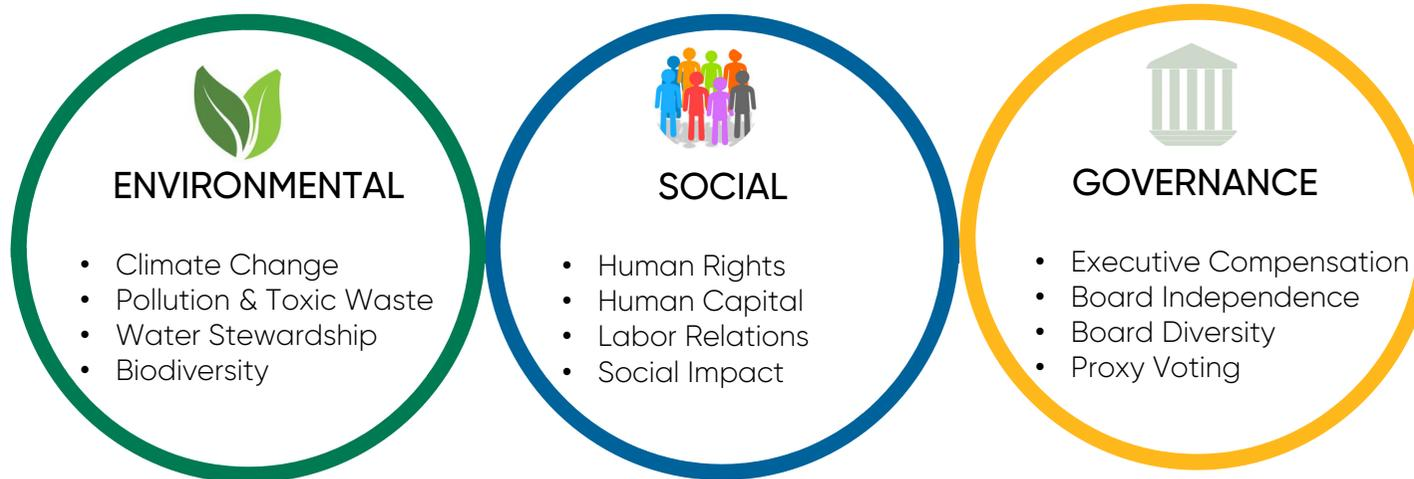 ENVIRONMENTAL
• Climate Change
• Pollution & Toxic Waste
• Water Stewardship
• Biodiversity
SOCIAL
• Human Rights
• Human Capital
• Labor Relations
• Social Impact
GOVERNANCE
• Executive Compensation
• Board Independence
• Board Diversity
• Proxy Voting